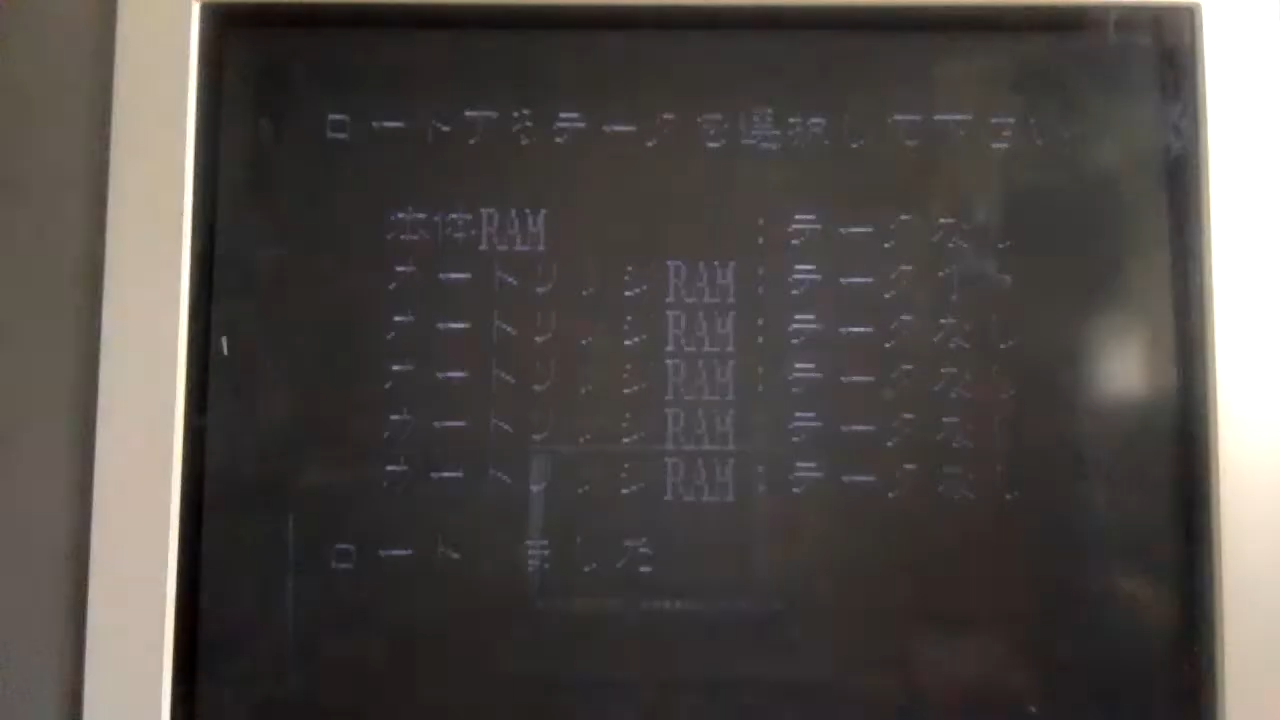 ロードするデータを選択して下さい
本体RAM : データなし
カートリッジRAM : データ
カートリッジRAM : データなし
カートリッジRAM : データなし
カートリッジRAM : データなし
カートリッジRAM : データなし
ロード しました